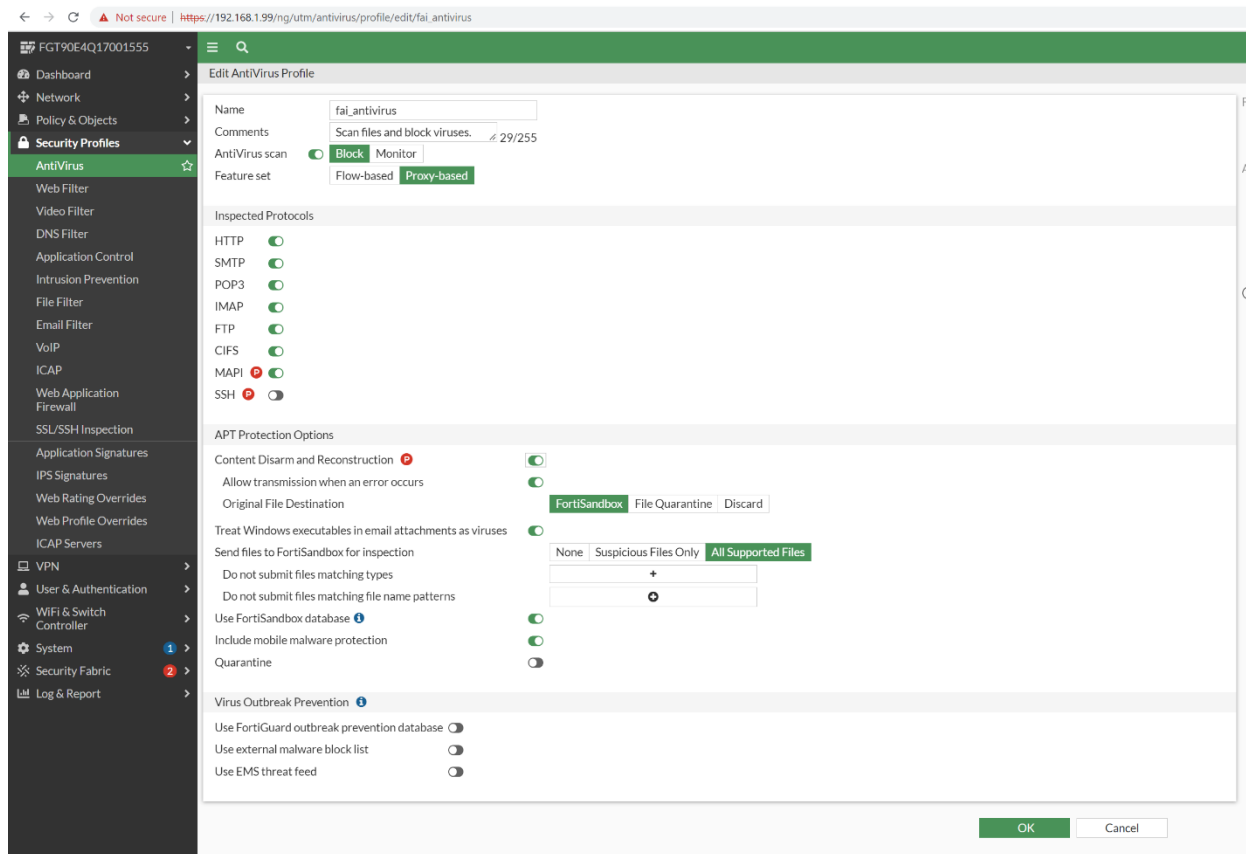 Not secure | https://192.168.1.99/ng/utm/antivirus/profile/edit/fai_antivirus
FGT90E4Q17001555
Dashboard
Network
Policy & Objects
Security Profiles
AntiVirus
Web Filter
Video Filter
DNS Filter
Application Control
Intrusion Prevention
File Filter
Email Filter
VoIP
ICAP
Web Application
Firewall
SSL/SSH Inspection
Application Signatures
IPS Signatures
Web Rating Overrides
Web Profile Overrides
ICAP Servers
VPN
User & Authentication
WiFi & Switch
Controller
System 1
Security Fabric 2
Log & Report
Edit AntiVirus Profile
Name fai_antivirus
Comments Scan files and block viruses. 29/255
AntiVirus scan Block Monitor
Feature set Flow-based Proxy-based
Inspected Protocols
HTTP
SMTP
POP3
IMAP
FTP
CIFS
MAPI P
SSH P
APT Protection Options
Content Disarm and Reconstruction P
Allow transmission when an error occurs
Original File Destination FortiSandbox File Quarantine Discard
Treat Windows executables in email attachments as viruses
Send files to FortiSandbox for inspection None Suspicious Files Only All Supported Files
Do not submit files matching types +
Do not submit files matching file name patterns
Use FortiSandbox database
Include mobile malware protection
Quarantine
Virus Outbreak Prevention
Use FortiGuard outbreak prevention database
Use external malware block list
Use EMS threat feed
OK Cancel